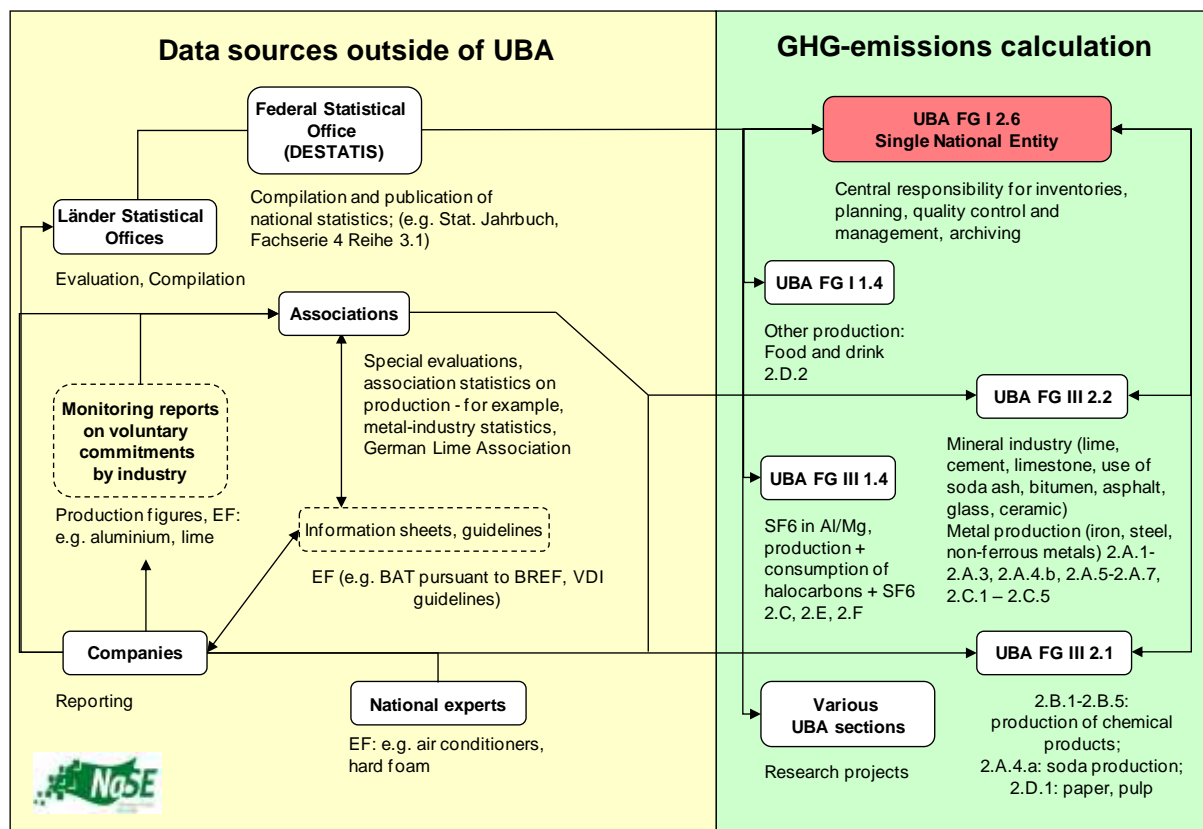 Data sources outside of UBA
Federal Statistical
Office
(DESTATIS)
Compilation and publication of
national statistics; (e.g. Stat. Jahrbuch,
Fachserie 4 Reihe 3.1)
Länder Statistical
Offices
Evaluation, Compilation
Associations
Special evaluations,
association statistics on
production - for example,
metal-industry statistics,
German Lime Association
Monitoring reports
on voluntary
commitments
by industry
Production figures, EF:
e.g. aluminium, lime
Information sheets, guidelines
EF (e.g. BAT pursuant to BREF, VDI
guidelines)
Companies
Reporting
National experts
EF: e.g. air conditioners,
hard foam
NaSE
GHG-emissions calculation
UBA FG I 2.6
Single National Entity
Central responsibility for inventories,
planning, quality control and
management, archiving
UBA FG I 1.4
Other production:
Food and drink
2.D.2
UBA FG III 2.2
Mineral industry (lime,
cement, limestone, use of
soda ash, bitumen, asphalt,
glass, ceramic)
Metal production (iron, steel,
non-ferrous metals) 2.A.1-
2.A.3, 2.A.4.b, 2.A.5-2.A.7,
2.C.1 – 2.C.5
UBA FG III 1.4
SF6 in Al/Mg,
production +
consumption of
halocarbons + SF6
2.C, 2.E, 2.F
UBA FG III 2.1
2.B.1-2.B.5:
production of chemical
products;
2.A.4.a: soda production;
2.D.1: paper, pulp
Various
UBA sections
Research projects